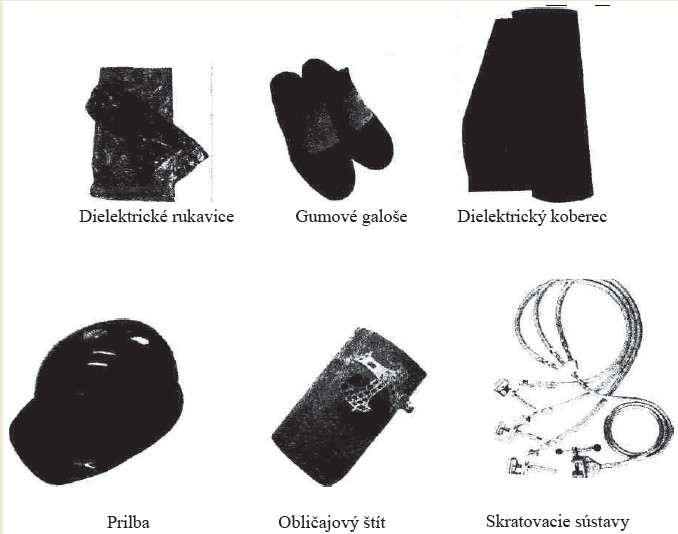 Dielektrické rukavice
Gumové galoše
Dielektrický koberec
Prilba
Obličajový štít
Skratovacie sústavy